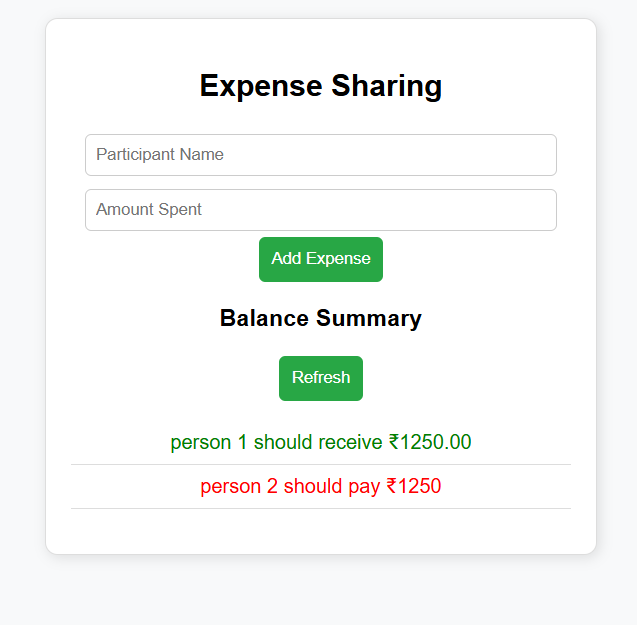 Expense Sharing
Participant Name
Amount Spent
Add Expense
Balance Summary
Refresh
person 1 should receive ₹1250.00
person 2 should pay ₹1250